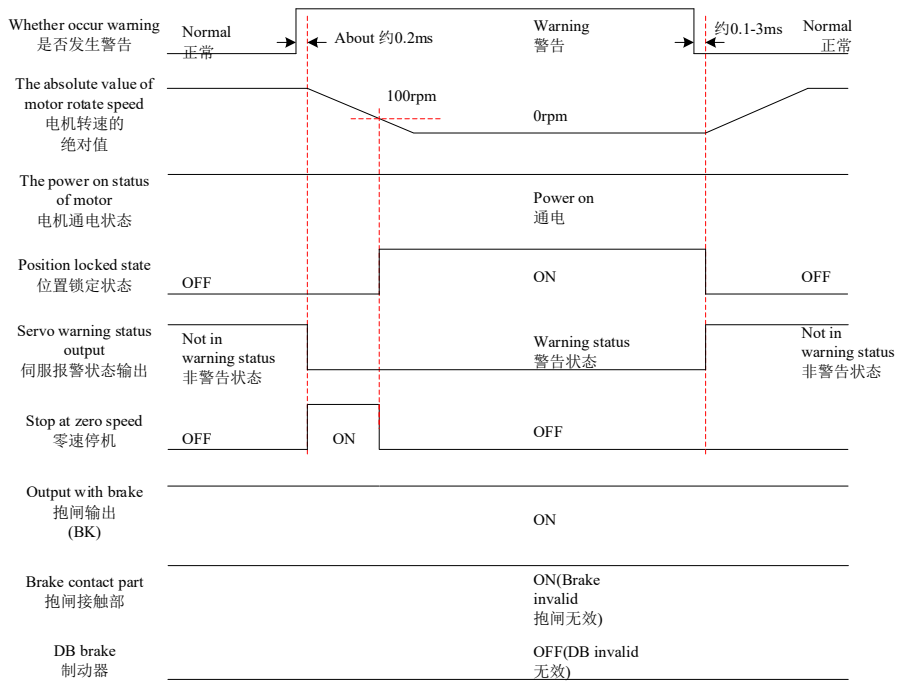 Whether occur warning
是否发生警告
Normal
正常
About 约0.2ms
Warning
警告
约0.1-3ms
Normal
正常
The absolute value of
motor rotate speed
电机转速的
绝对值
100rpm
0rpm
The power on status
of motor
电机通电状态
Power on
通电
Position locked state
位置锁定状态
OFF
ON
OFF
Servo warning status
output
伺服报警状态输出
Not in
warning status
非警告状态
Warning status
警告状态
Not in
warning status
非警告状态
Stop at zero speed
零速停机
OFF
ON
OFF
Output with brake
抱闸输出
(BK)
ON
Brake contact part
抱闸接触部
ON(Brake
invalid
抱闸无效)
DB brake
制动器
OFF(DB invalid
无效)